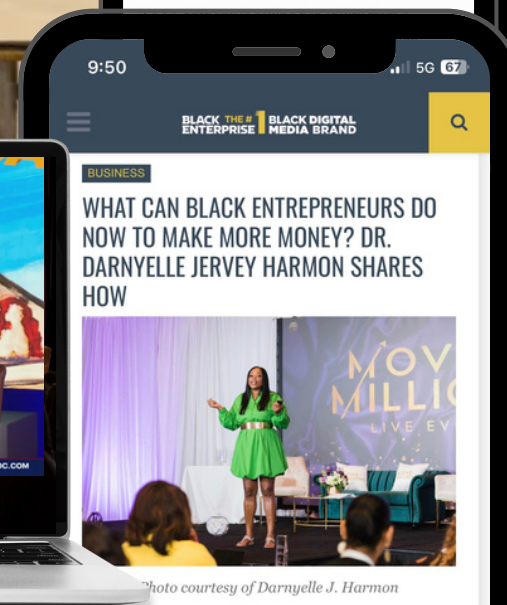 9:50
5G 67
BLACK THE # 1 BLACK DIGITAL
ENTERPRISE MEDIA BRAND
BUSINESS
WHAT CAN BLACK ENTREPRENEURS DO
NOW TO MAKE MORE MONEY? DR.
DARNYELLE JERVEY HARMON SHARES
HOW
MOV
MILLI
LIVE EV
OC.COM
Photo courtesy of Darnyelle J. Harmon